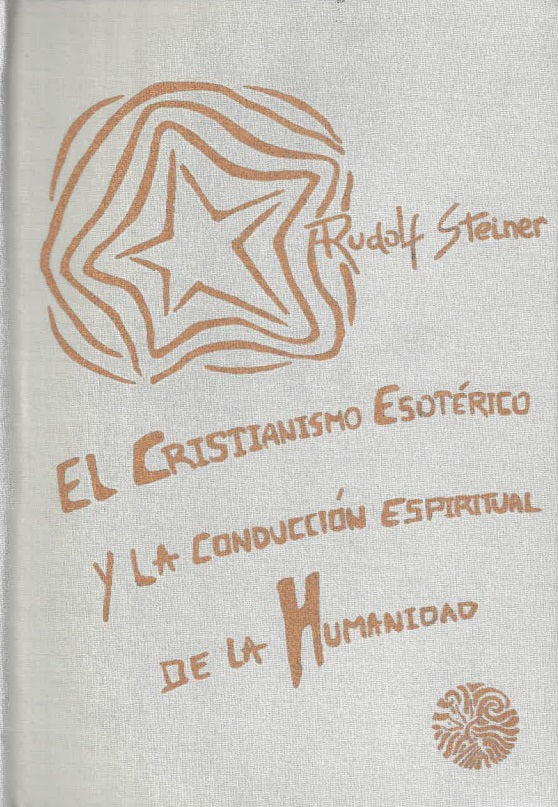 Rudolf Steiner
El Cristianismo Esotérico
y la conducción espiritual
de la Humanidad